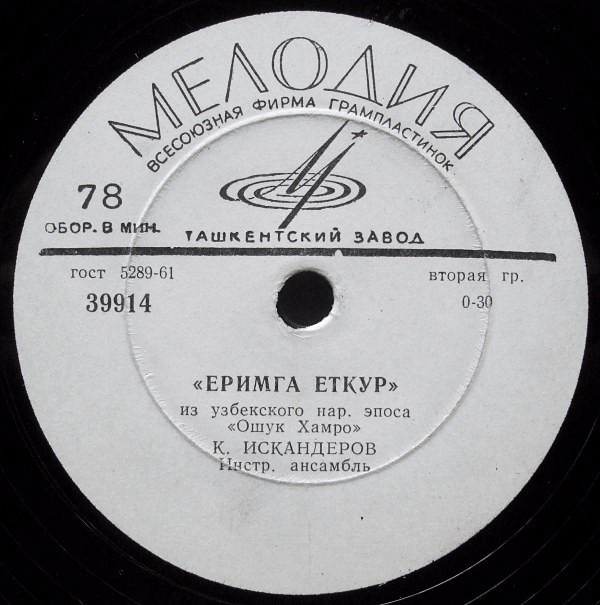 МЕЛОДИЯ
ВСЕСОЮЗНАЯ ФИРМА ГРАМПЛАСТИНОК
78
ОБОР. В МИН.
ТАШКЕНТСКИЙ ЗАВОД
гост 5289-61
вторая гр.
39914
0-30
«ЕРИМГА ЕТКУР»
из узбекского нар. эпоса
«Ошук Хамро»
К. ИСКАНДЕРОВ
Инстр. ансамбль